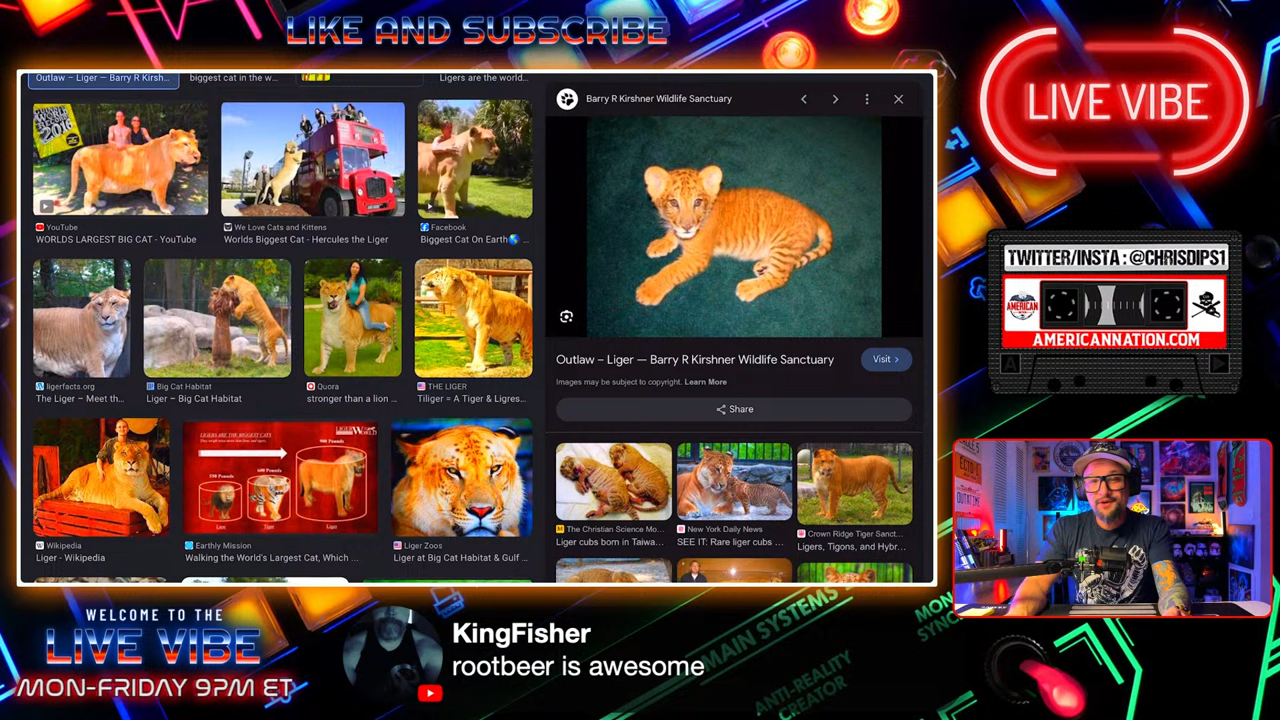 LIKE AND SUBSCRIBE
Outlaw – Liger — Barry R Kirsh...
biggest cat in the w...
Ligers are the world...
Barry R Kirshner Wildlife Sanctuary
YouTube
WORLDS LARGEST BIG CAT - YouTube
We Love Cats and Kittens
Worlds Biggest Cat - Hercules the Liger
Facebook
Biggest Cat On Earth🌎 ...
ligerfacts.org
The Liger – Meet th...
Big Cat Habitat
Liger – Big Cat Habitat
Quora
stronger than a lion ...
THE LIGER
Tiliger = A Tiger & Ligres...
LIGERS ARE THE BIGGEST CATS
Wikipedia
Liger - Wikipedia
Earthly Mission
Walking the World's Largest Cat, Which ...
Liger Zoos
Liger at Big Cat Habitat & Gulf ...
Outlaw – Liger — Barry R Kirshner Wildlife Sanctuary
Visit
Images may be subject to copyright. Learn More
Share
The Christian Science Mo...
Liger cubs born in Taiwa...
New York Daily News
SEE IT: Rare liger cubs ...
Crown Ridge Tiger Sanct...
Ligers, Tigons, and Hybr...
LIVE VIBE
TWITTER/INSTA : @CHRISDIPS1
AMERICAN
AMERICANNATION.COM
WELCOME TO THE
LIVE VIBE
MON-FRIDAY 9PM ET
KingFisher
rootbeer is awesome
MAIN SYSTEMS
ANTI-REALITY
CREATOR